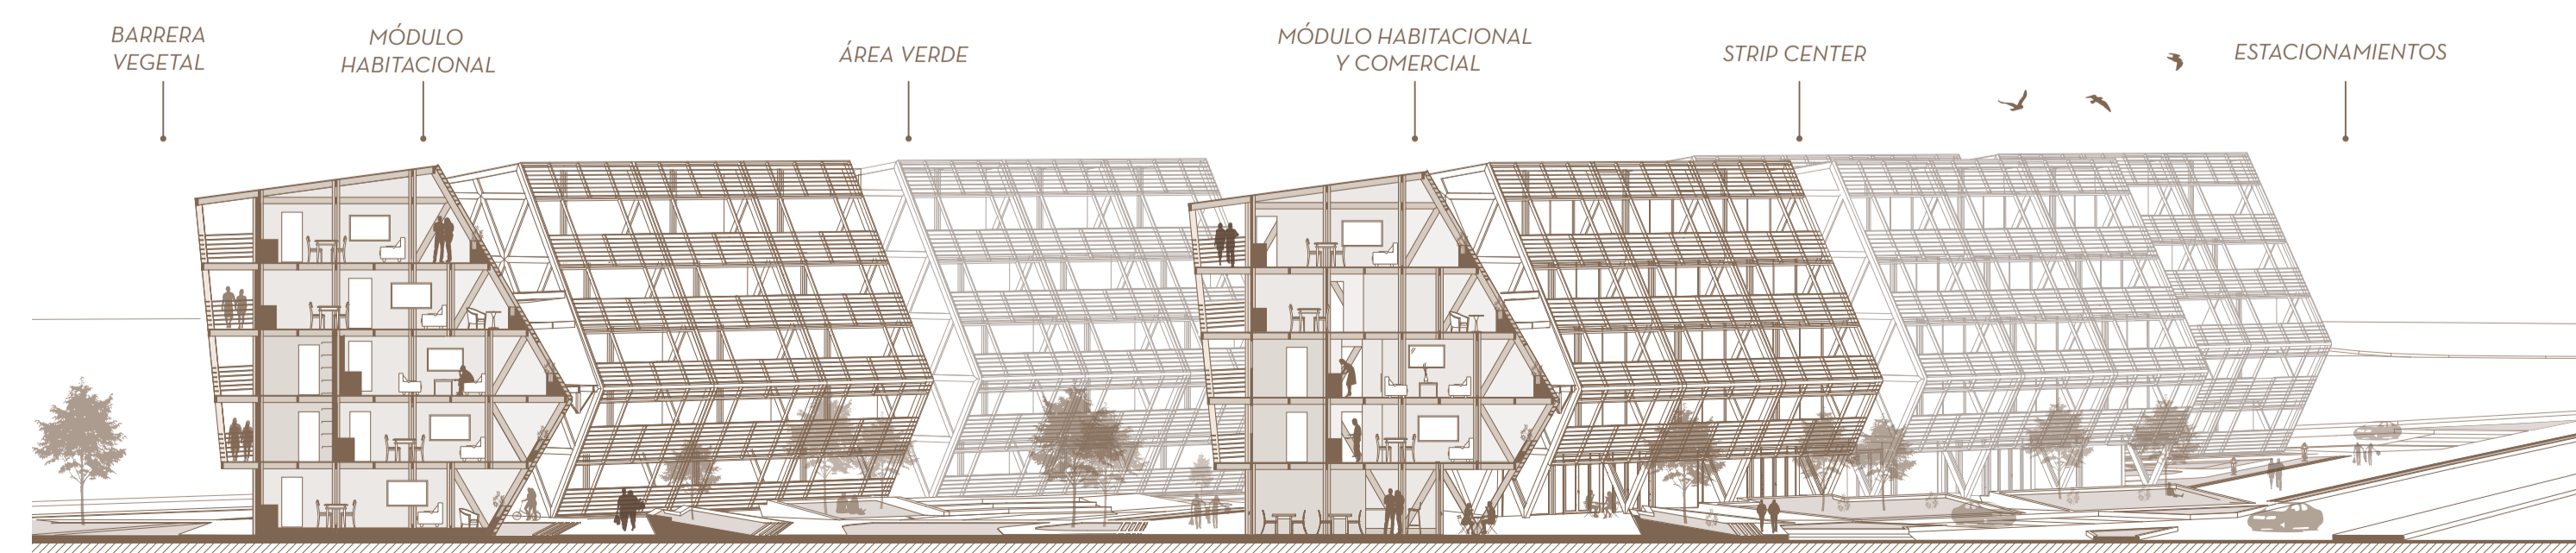 BARRERA
VEGETAL
MÓDULO
HABITACIONAL
ÁREA VERDE
MÓDULO HABITACIONAL
Y COMERCIAL
STRIP CENTER
ESTACIONAMIENTOS